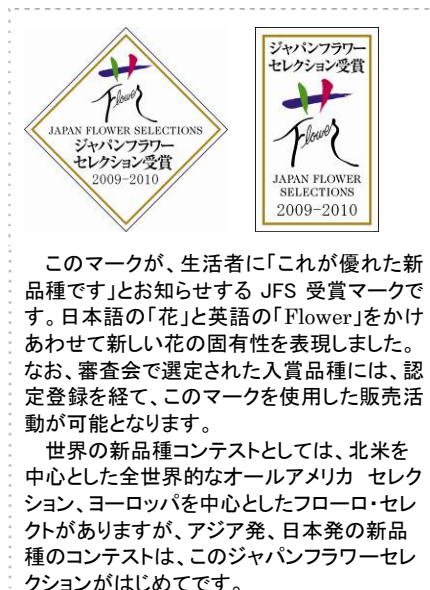 花
Flower
JAPAN FLOWER SELECTIONS
ジャパンフラワー
セレクション受賞
2009-2010
ジャパンフラワー
セレクション受賞
花
Flower
JAPAN FLOWER
SELECTIONS
2009-2010
このマークが、生活者に「これが優れた新
品種です」とお知らせする JFS 受賞マークで
す。日本語の「花」と英語の「Flower」をかけ
あわせて新しい花の固有性を表現しました。
なお、審査会で選定された入賞品種には、認
定登録を経て、このマークを使用した販売活
動が可能となります。
世界の新品種コンテストとしては、北米を
中心とした全世界的なオールアメリカ セレク
ション、ヨーロッパを中心としたフローロ・セレ
クトがありますが、アジア発、日本発の新品
種のコンテストは、このジャパンフラワーセレ
クションがはじめてです。